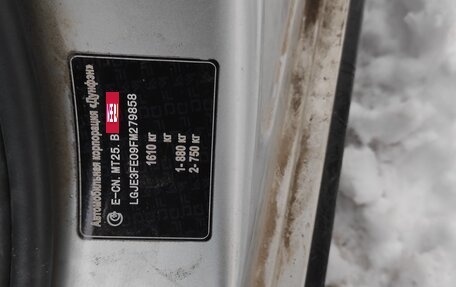 Автомобильная корпорация «Дунфэн»
E-CN. MT25. B
LGJE3FE09FM279858
1610 кг
кг
1- 880 кг
2- 750 кг